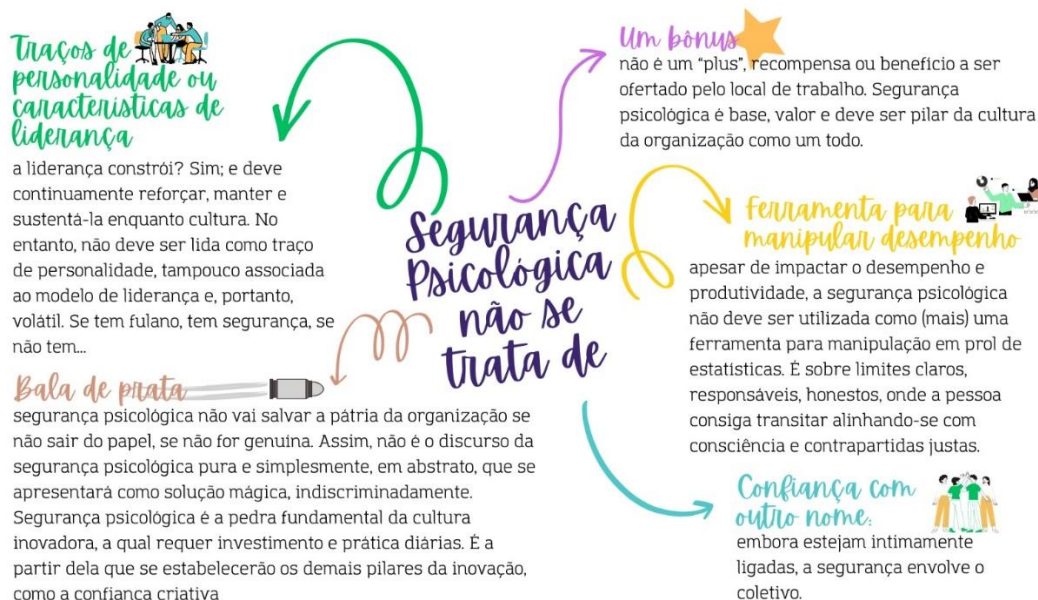 Traços de
personalidade ou
características de
liderança
a liderança constrói? Sim; e deve
continuamente reforçar, manter e
sustentá-la enquanto cultura. No
entanto, não deve ser lida como traço
de personalidade, tampouco associada
ao modelo de liderança e, portanto,
volátil. Se tem fulano, tem segurança, se
não tem...
Bala de prata
segurança psicológica não vai salvar a pátria da organização se
não sair do papel, se não for genuína. Assim, não é o discurso da
segurança psicológica pura e simplesmente, em abstrato, que se
apresentará como solução mágica, indiscriminadamente.
Segurança psicológica é a pedra fundamental da cultura
inovadora, a qual requer investimento e prática diárias. É a
partir dela que se estabelecerão os demais pilares da inovação,
como a confiança criativa
Segurança
Psicológica
não se
trata de
Um bônus
não é um "plus", recompensa ou benefício a ser
ofertado pelo local de trabalho. Segurança
psicológica é base, valor e deve ser pilar da cultura
da organização como um todo.
Ferramenta para
manipular desempenho
apesar de impactar o desempenho e
produtividade, a segurança psicológica
não deve ser utilizada como (mais) uma
ferramenta para manipulação em prol de
estatísticas. É sobre limites claros,
responsáveis, honestos, onde a pessoa
consiga transitar alinhando-se com
consciência e contrapartidas justas.
Confiança com
outro nome:
embora estejam intimamente
ligadas, a segurança envolve o
coletivo.